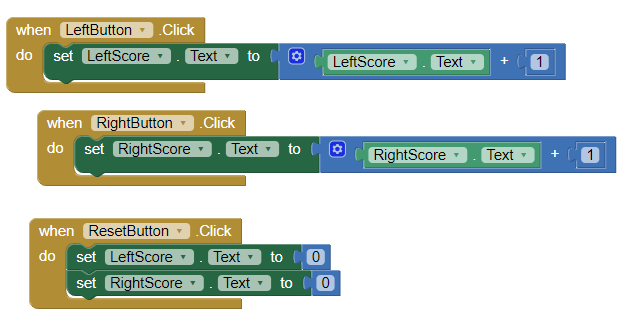 when LeftButton .Click
do set LeftScore . Text to LeftScore . Text + 1
when RightButton .Click
do set RightScore . Text to RightScore . Text + 1
when ResetButton .Click
do set LeftScore . Text to 0
set RightScore . Text to 0